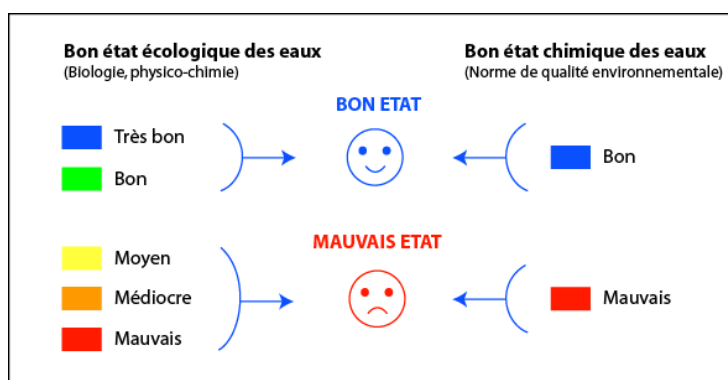 Bon état écologique des eaux
(Biologie, physico-chimie)
Bon état chimique des eaux
(Norme de qualité environnementale)
BON ETAT
Très bon
Bon
Bon
MAUVAIS ETAT
Moyen
Médiocre
Mauvais
Mauvais